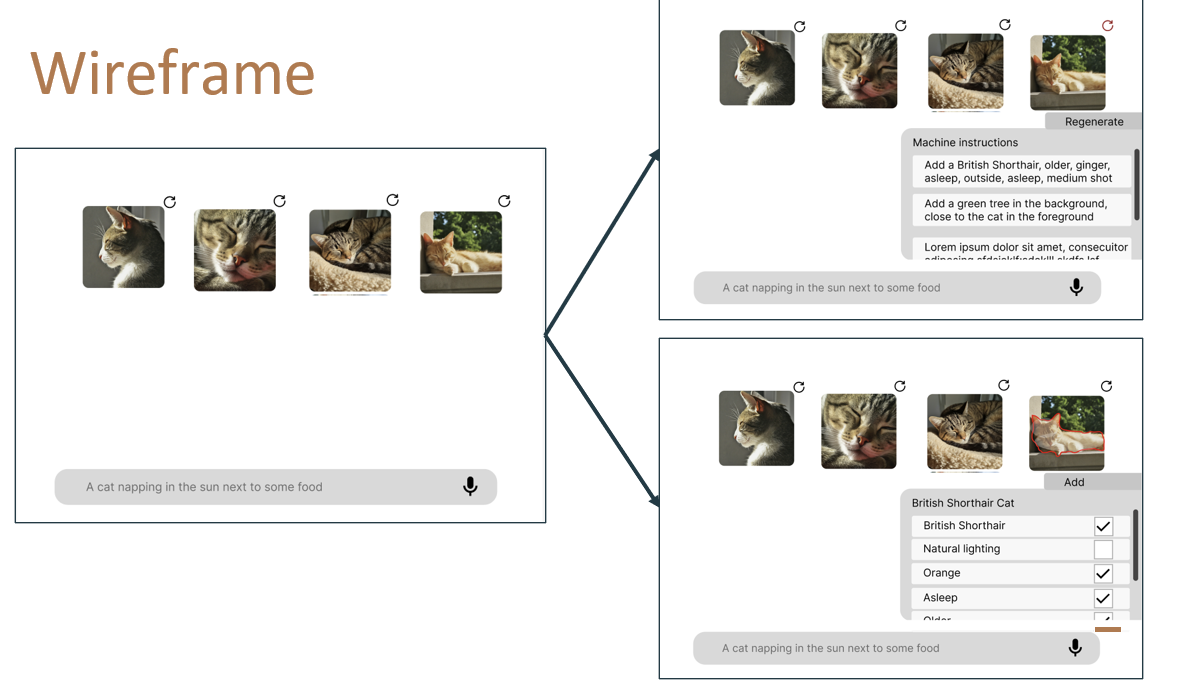 Wireframe
A cat napping in the sun next to some food
Regenerate
Machine instructions
Add a British Shorthair, older, ginger,
asleep, outside, asleep, medium shot
Add a green tree in the background,
close to the cat in the foreground
Lorem ipsum dolor sit amet, consecuitor
A cat napping in the sun next to some food
Add
British Shorthair Cat
British Shorthair
Natural lighting
Orange
Asleep
Older
A cat napping in the sun next to some food